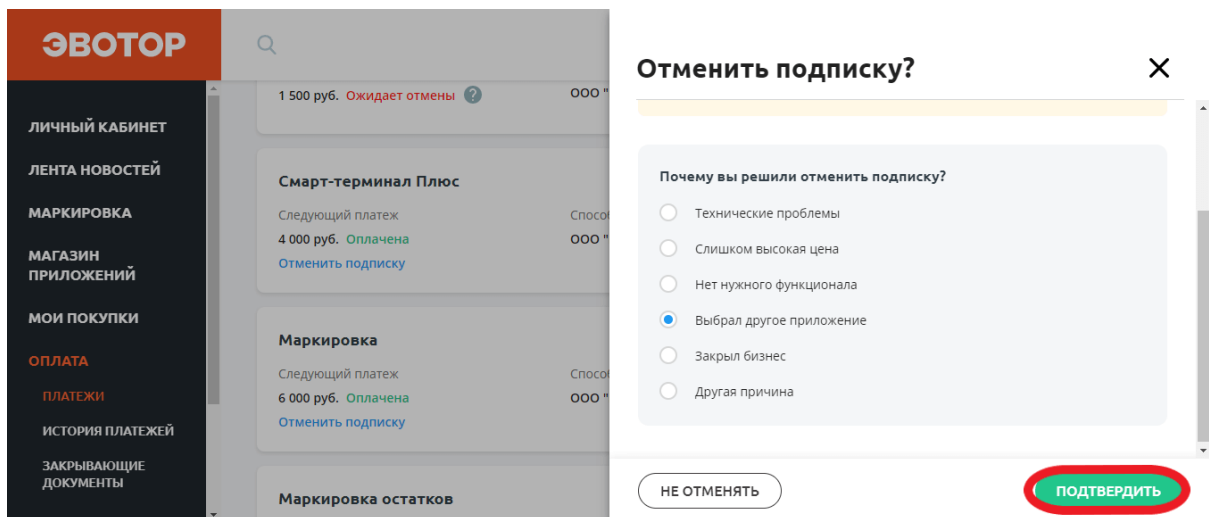 ЭВОТОР
ЛИЧНЫЙ КАБИНЕТ
ЛЕНТА НОВОСТЕЙ
МАРКИРОВКА
МАГАЗИН
ПРИЛОЖЕНИЙ
МОИ ПОКУПКИ
ОПЛАТА
ПЛАТЕЖИ
ИСТОРИЯ ПЛАТЕЖЕЙ
ЗАКРЫВАЮЩИЕ
ДОКУМЕНТЫ
1 500 руб. Ожидает отмены ? ООО "
Смарт-терминал Плюс
Следующий платеж Способ
4 000 руб. Оплачена ООО "
Отменить подписку
Маркировка
Следующий платеж Способ
6 000 руб. Оплачена ООО "
Отменить подписку
Маркировка остатков
Отменить подписку?
Почему вы решили отменить подписку?
Технические проблемы
Слишком высокая цена
Нет нужного функционала
Выбрал другое приложение
Закрыл бизнес
Другая причина
НЕ ОТМЕНЯТЬ
ПОДТВЕРДИТЬ